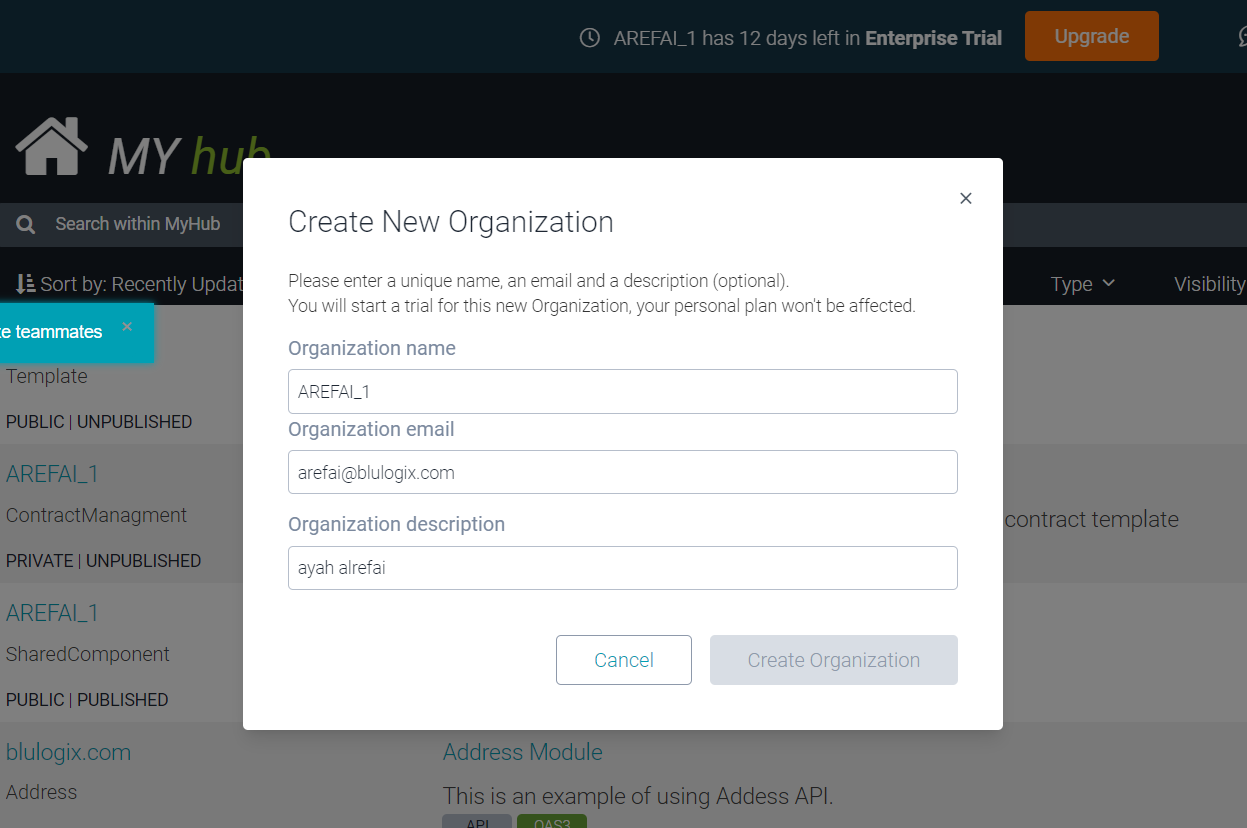 AREFAI_1 has 12 days left in Enterprise Trial
Upgrade
MY hub
Search within MyHub
Sort by: Recently Updat
Type
Visibility
teammates
Template
PUBLIC | UNPUBLISHED
AREFAI_1
ContractManagment
contract template
PRIVATE | UNPUBLISHED
AREFAI_1
SharedComponent
PUBLIC | PUBLISHED
blulogix.com
Address Module
Address
This is an example of using Addess API.
API
OAS3
Create New Organization
Please enter a unique name, an email and a description (optional).
You will start a trial for this new Organization, your personal plan won't be affected.
Organization name
AREFAI_1
Organization email
arefai@blulogix.com
Organization description
ayah alrefai
Cancel
Create Organization